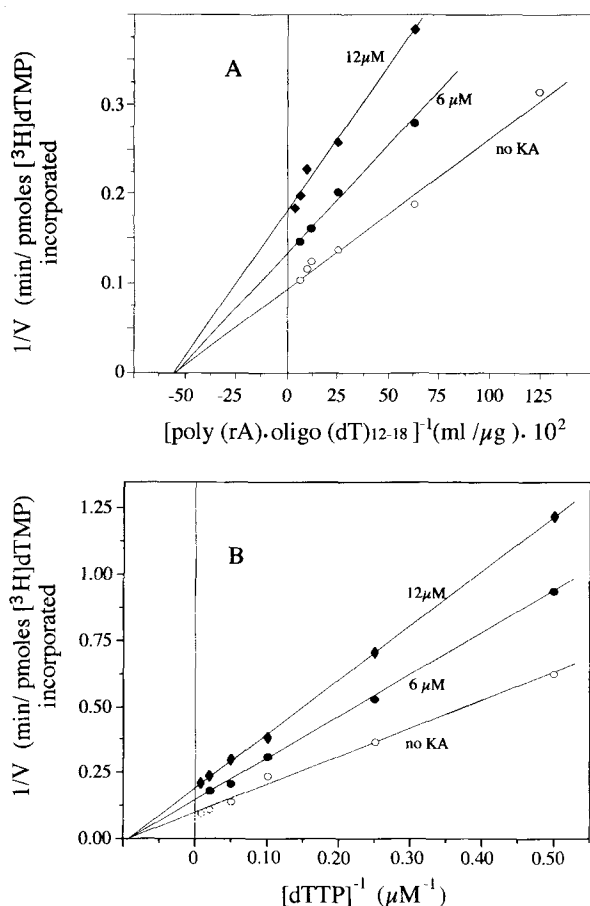 A
12μM
6 μM
no KA
1/V (min/ pmoles [³H]dTMP)
incorporated
0.3
0.2
0.1
0
-50
-25
0
25
50
75
100
125
[poly (rA)·oligo (dT)₁₂₋₁₈]⁻¹(ml /μg) · 10²
B
12μM
6 μM
no KA
1/V (min/ pmoles [³H]dTMP)
incorporated
1.25
1.00
0.75
0.50
0.25
0.00
0
0.10
0.20
0.30
0.40
0.50
[dTTP]⁻¹ (μM⁻¹)